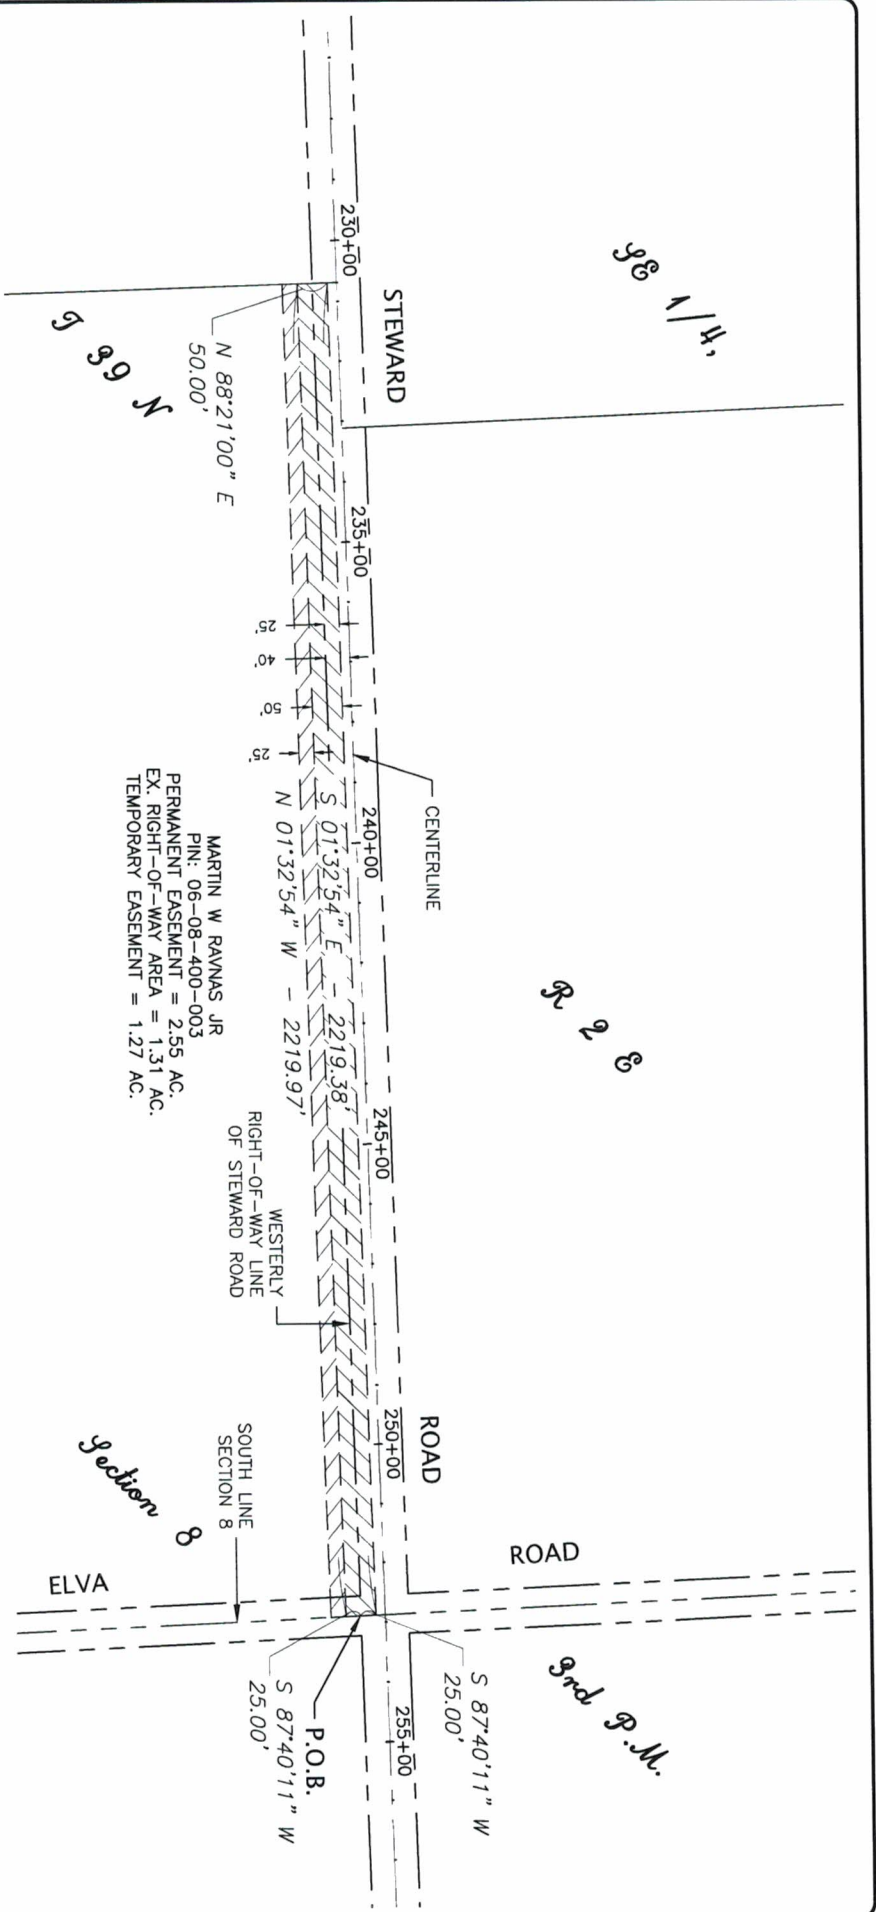 SE 1/4,
R 2 E
3rd P.M.
T 39 N
Section 8
STEWARD
ROAD
ELVA
ROAD
230+00
235+00
240+00
245+00
250+00
255+00
CENTERLINE
25'
40'
50'
25'
N 88°21'00" E
50.00'
S 01°32'54" E - 2219.38'
N 01°32'54" W - 2219.97'
MARTIN W RAVNAS JR
PIN: 06-08-400-003
PERMANENT EASEMENT = 2.55 AC.
EX. RIGHT-OF-WAY AREA = 1.31 AC.
TEMPORARY EASEMENT = 1.27 AC.
WESTERLY
RIGHT-OF-WAY LINE
OF STEWARD ROAD
SOUTH LINE
SECTION 8
S 87°40'11" W
25.00'
P.O.B.
S 87°40'11" W
25.00'